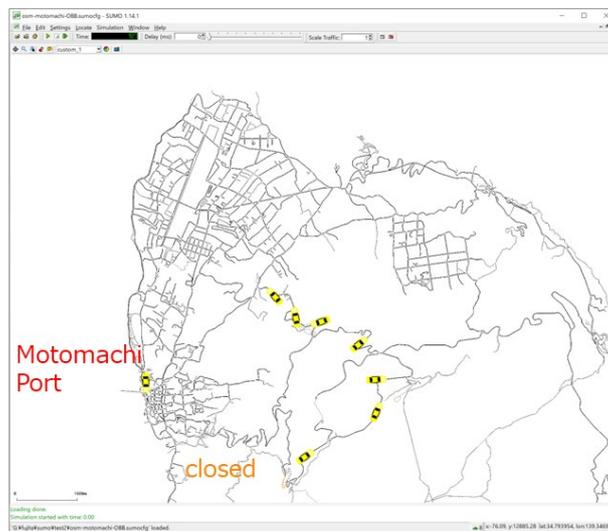 osm-motomachi-OBB.sumocfg - SUMO 1.14.1
File Edit Settings Locate Simulation Window Help
Time: Delay (ms): Scale Traffic:
custom_1
Motomachi
Port
closed
0
Loading done.
Simulation started with time 0.00